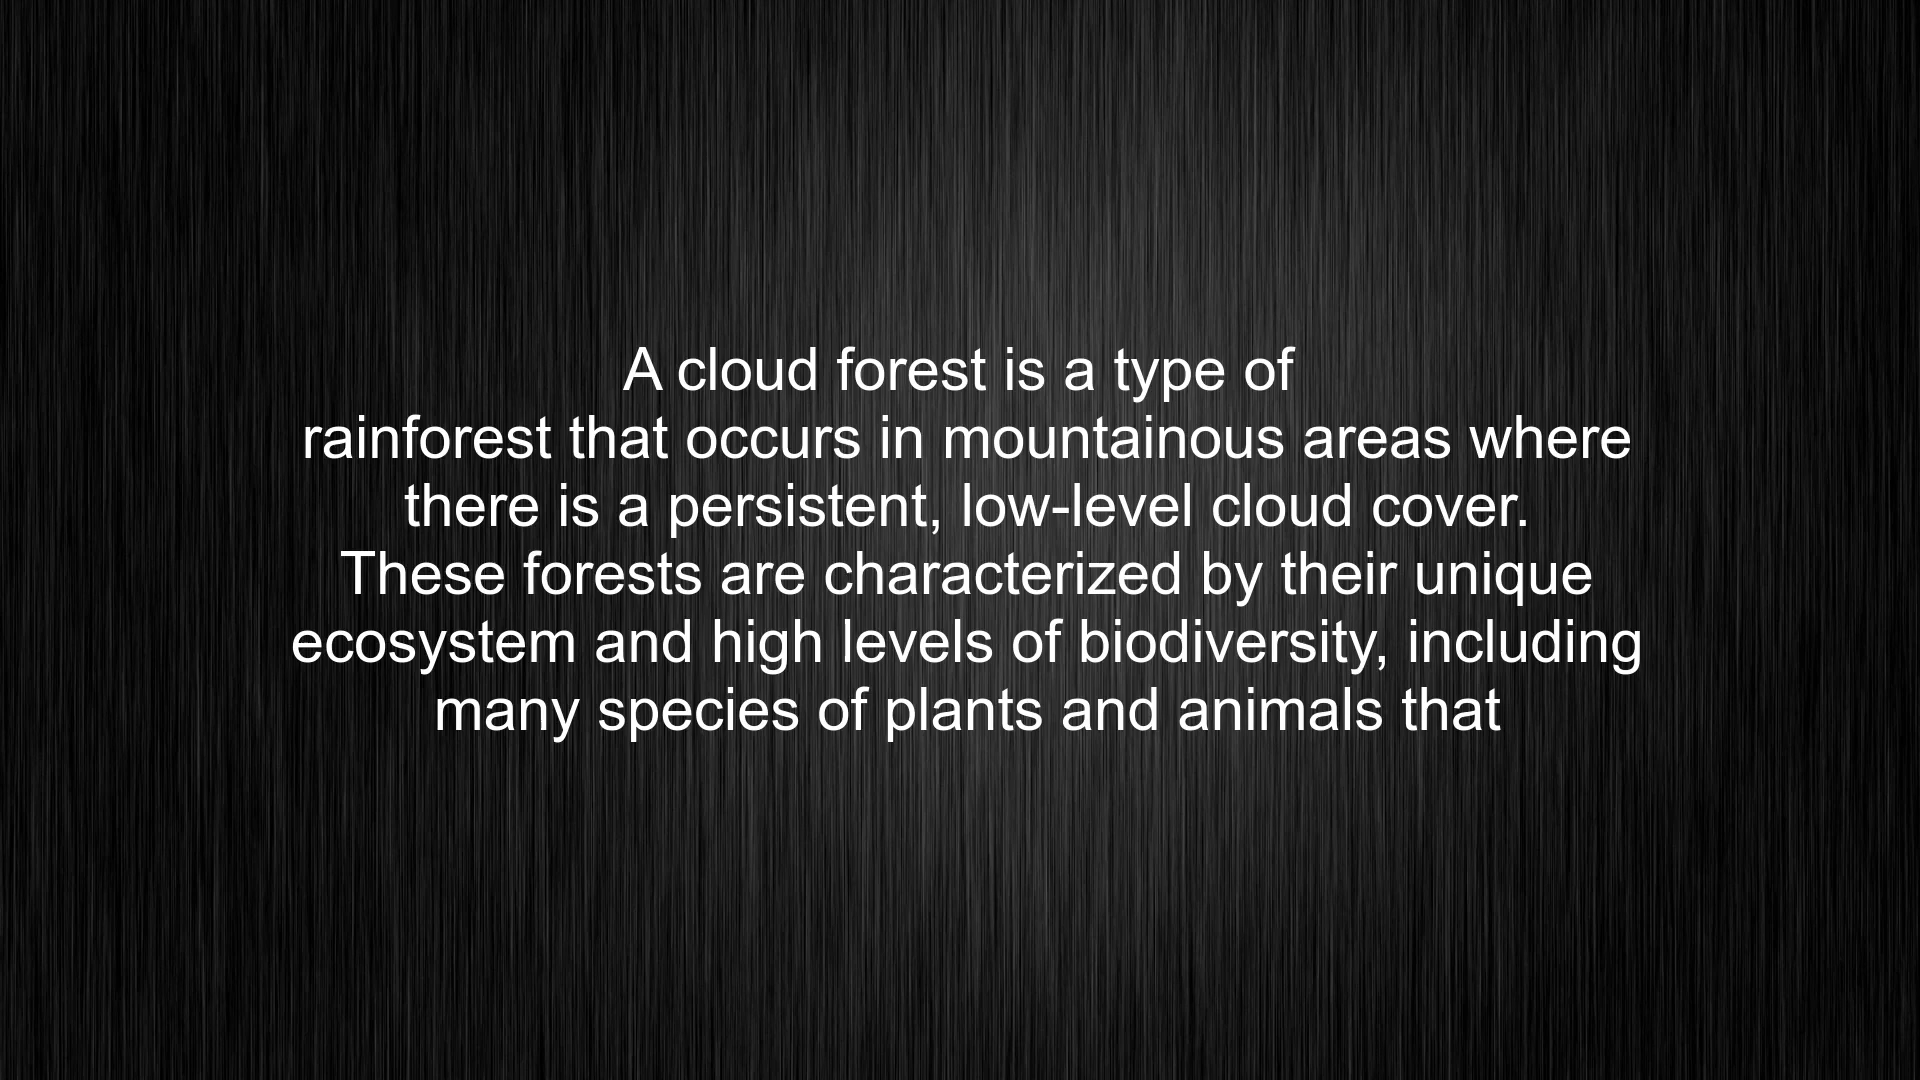 A cloud forest is a type of
rainforest that occurs in mountainous areas where
there is a persistent, low-level cloud cover.
These forests are characterized by their unique
ecosystem and high levels of biodiversity, including
many species of plants and animals that